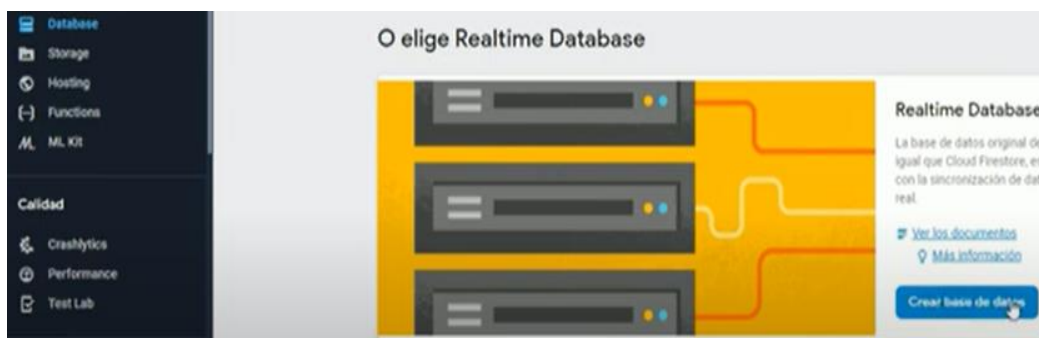 Database
Storage
Hosting
Functions
ML Kit
Calidad
Crashlytics
Performance
Test Lab
O elige Realtime Database
Realtime Database
La base de datos original de
igual que Cloud Firestore, es
con la sincronización de dat
real.
Ver los documentos
Más información
Crear base de datos